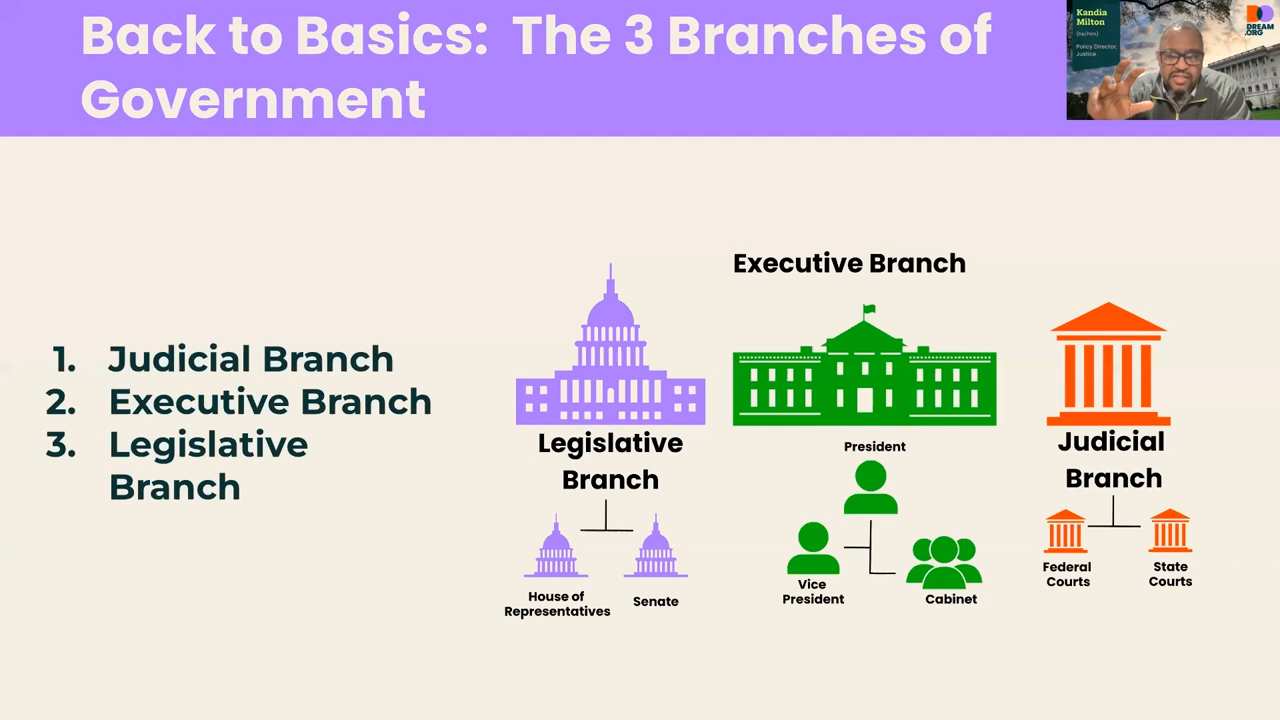 Back to Basics:  The 3 Branches of
Government
Kandia
Milton
(he/him)
Policy Director,
Justice
DREAM
.ORG
1. Judicial Branch
2. Executive Branch
3. Legislative
Branch
Executive Branch
Legislative
Branch
House of
Representatives
Senate
President
Vice
President
Cabinet
Judicial
Branch
Federal
Courts
State
Courts